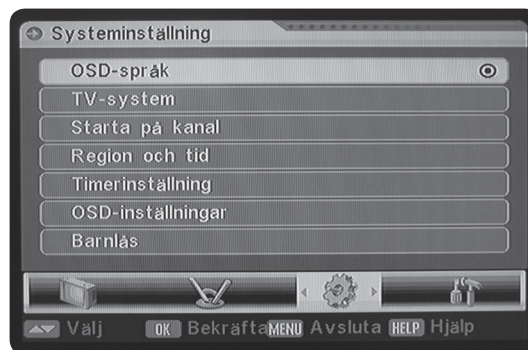 Systeminställning
OSD-språk
TV-system
Starta på kanal
Region och tid
Timerinställning
OSD-inställningar
Barnlås
Välj OK Bekräfta MENU Avsluta HELP Hjälp